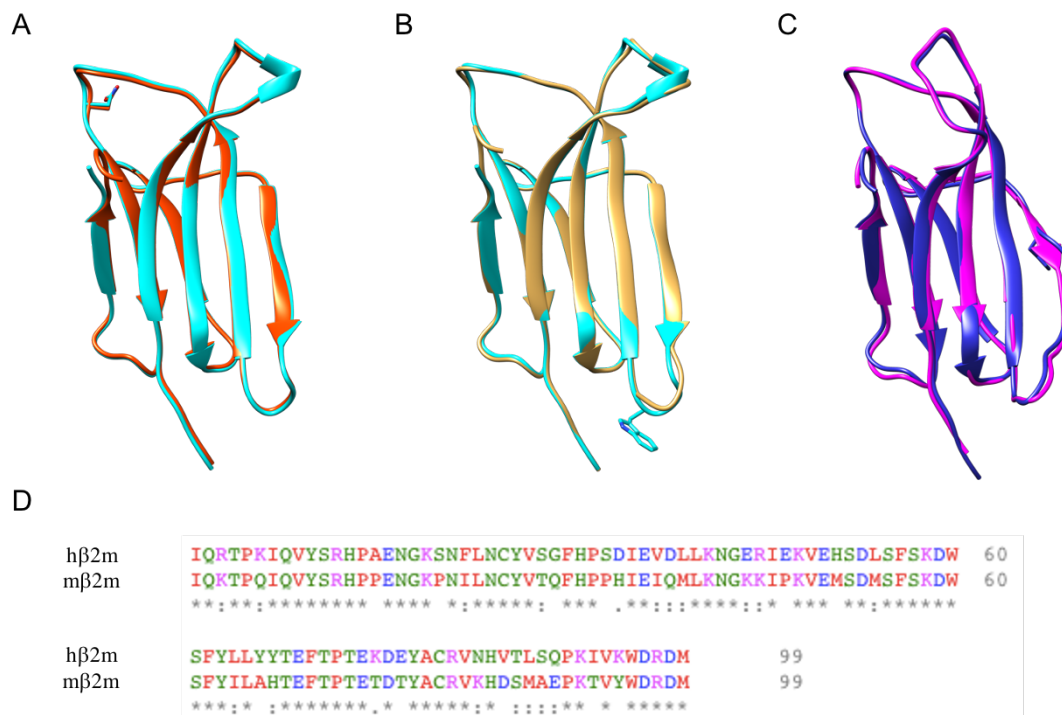 A
B
C
D
hβ2m IQRTPKIQVYSRHPAENGKSNFLNCYVSGFHPSDIEVDLLKNGERIEKVEHSDLSFSKDW 60
mβ2m IQKTPQIQVYSRHPPENGKPNILNCYVTQFHPPHIEIQMLKNGKKIPKVEMSDMSFSKDW 60
**:**:******** **** *:*****: *** .**:::****::* *** **:******
hβ2m SFYLLYYTEFTPTEKDEYACRVNHVTLSQPKIVKWDRDM 99
mβ2m SFYILAHTEFTPTETDTYACRVKHDSMAEPKTVYWDRDM 99
***:* :*******.* *****:* ::::** * *****